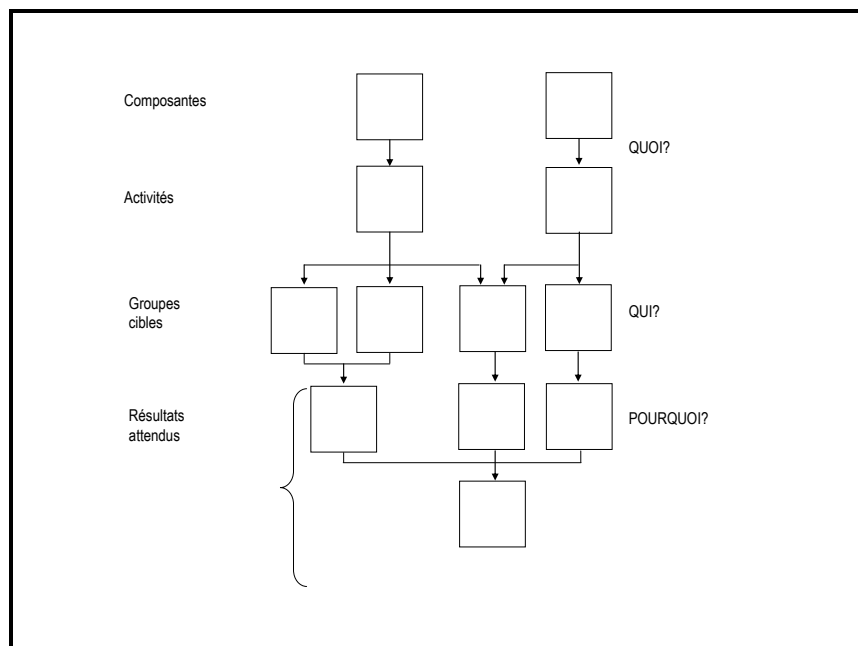 Composantes
QUOI?
Activités
Groupes
cibles
QUI?
Résultats
attendus
POURQUOI?